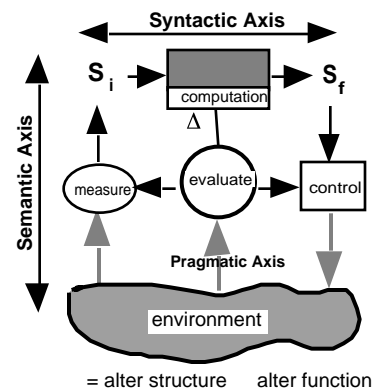 Syntactic Axis
S i
S f
computation
Δ
Semantic Axis
measure
evaluate
control
Pragmatic Axis
environment
= alter structure alter function